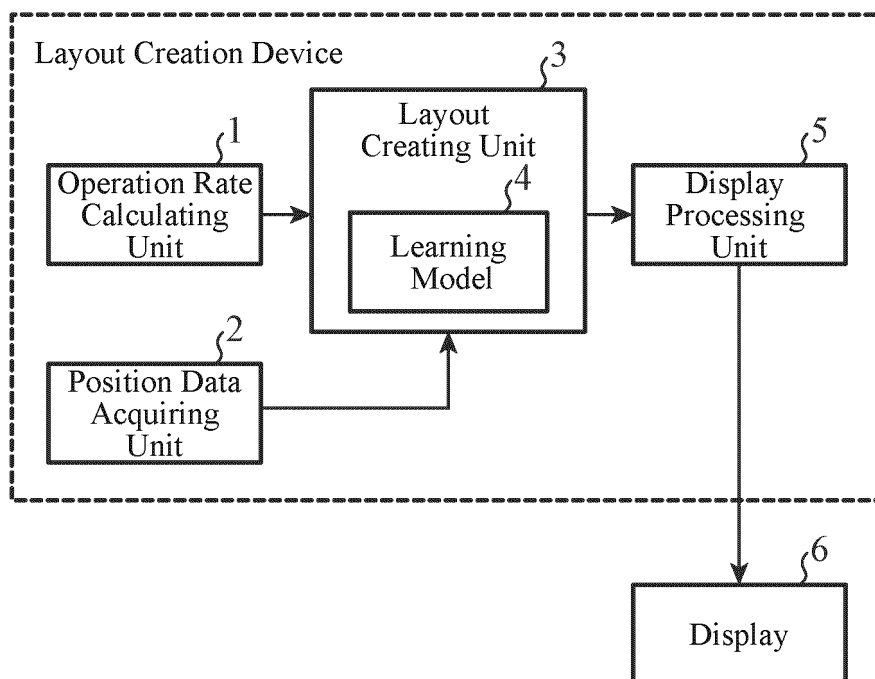 Layout Creation Device
1
Operation Rate
Calculating
Unit
2
Position Data
Acquiring
Unit
3
Layout
Creating Unit
4
Learning
Model
5
Display
Processing
Unit
6
Display